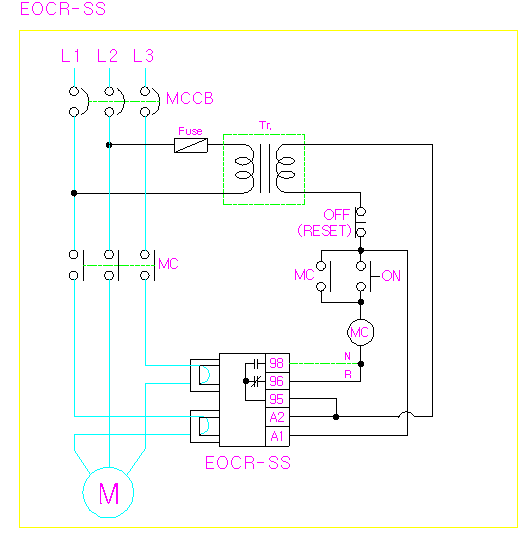 EOCR-SS
L1 L2 L3
MCCB
Fuse
Tr.
OFF
(RESET)
MC
MC
ON
MC
N
R
98
96
95
A2
A1
EOCR-SS
M